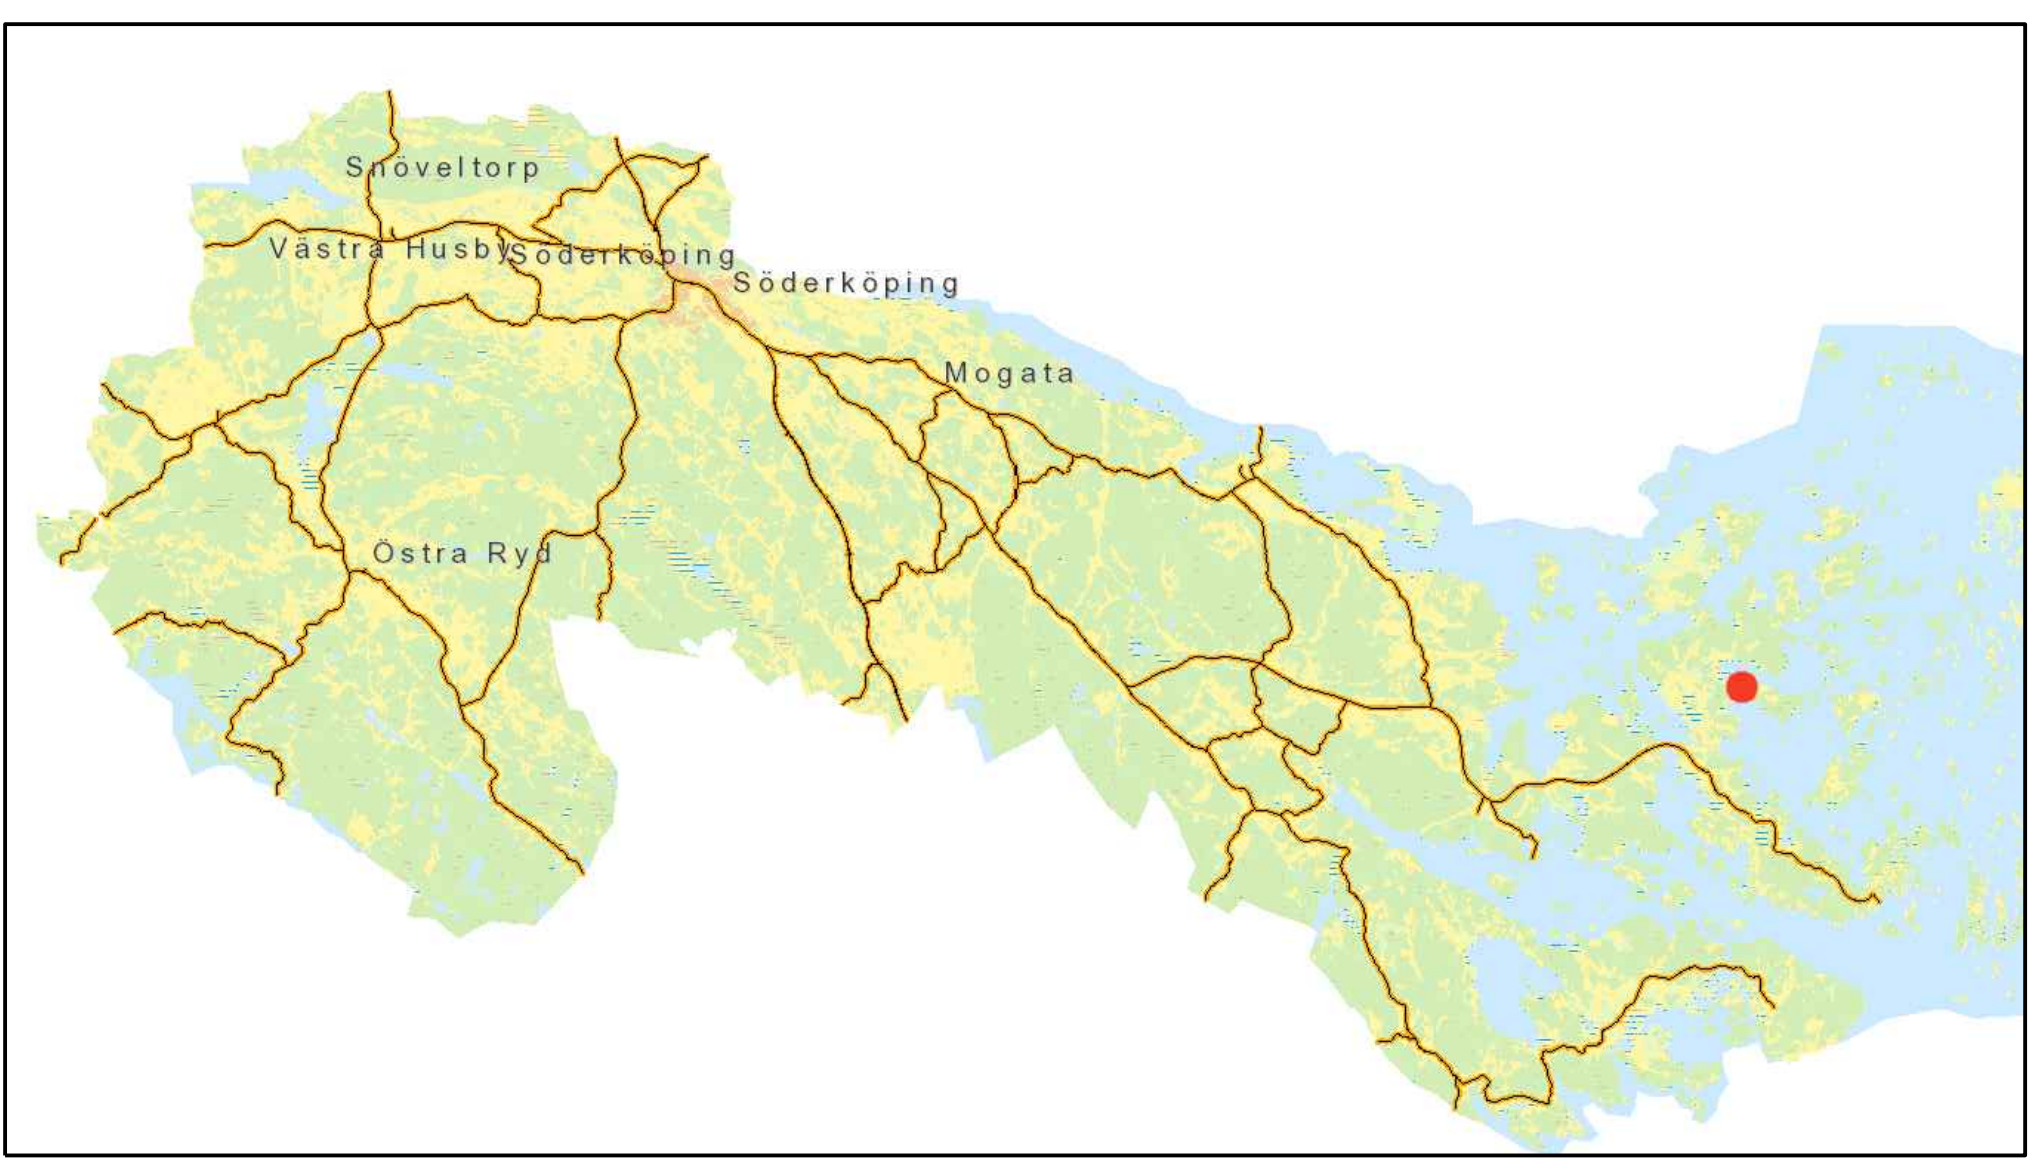 Snöveltorp
Västra Husby
Söderköping
Söderköping
Mogata
Östra Ryd